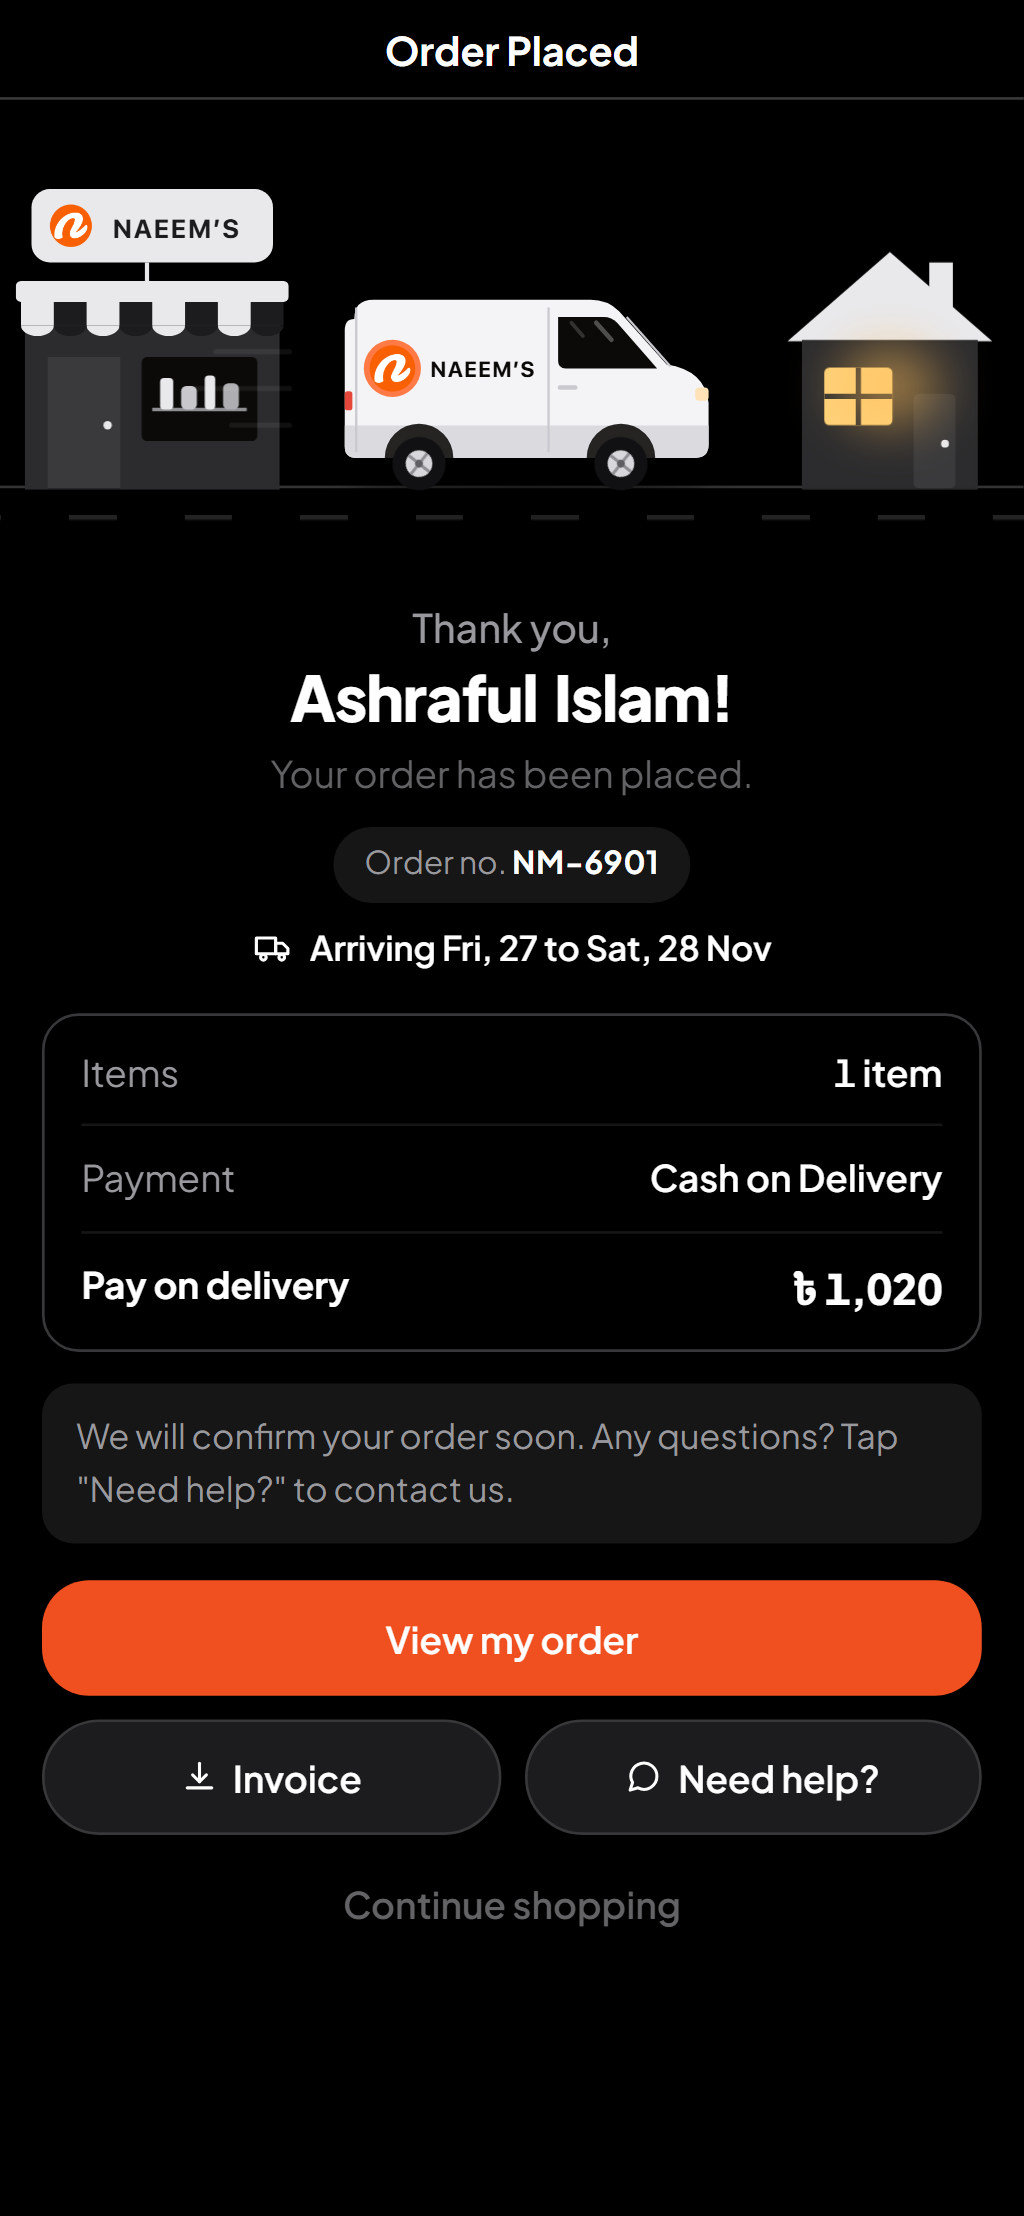 Order Placed
NAEEM'S
NAEEM'S
Thank you,
Ashraful Islam!
Your order has been placed.
Order no. NM-6901
Arriving Fri, 27 to Sat, 28 Nov
Items 1 item
Payment Cash on Delivery
Pay on delivery ৳ 1,020
We will confirm your order soon. Any questions? Tap
"Need help?" to contact us.
View my order
Invoice Need help?
Continue shopping